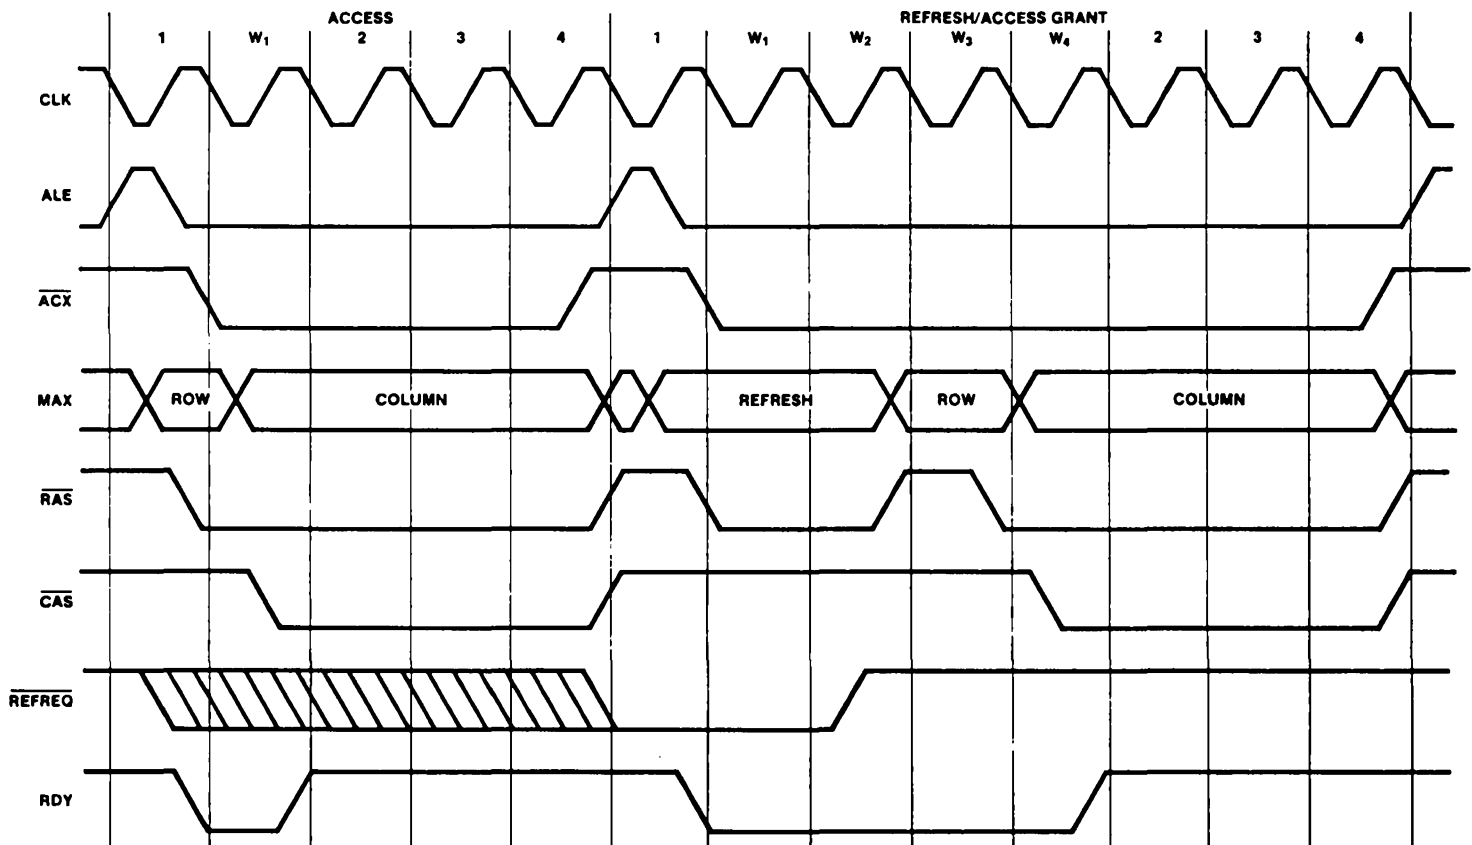 ACCESS REFRESH/ACCESS GRANT
1 W1 2 3 4 1 W1 W2 W3 W4 2 3 4
CLK
ALE
ACX
MAX ROW COLUMN REFRESH ROW COLUMN
RAS
CAS
REFREQ
RDY